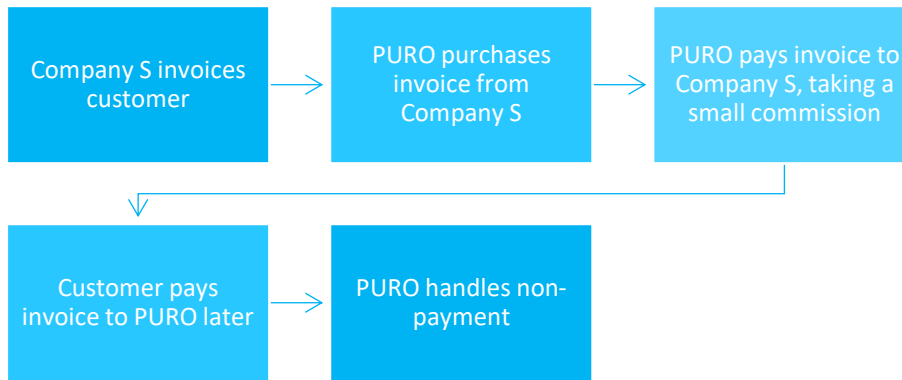 Company S invoices
customer
PURO purchases
invoice from
Company S
PURO pays invoice to
Company S, taking a
small commission
Customer pays
invoice to PURO later
PURO handles non-
payment